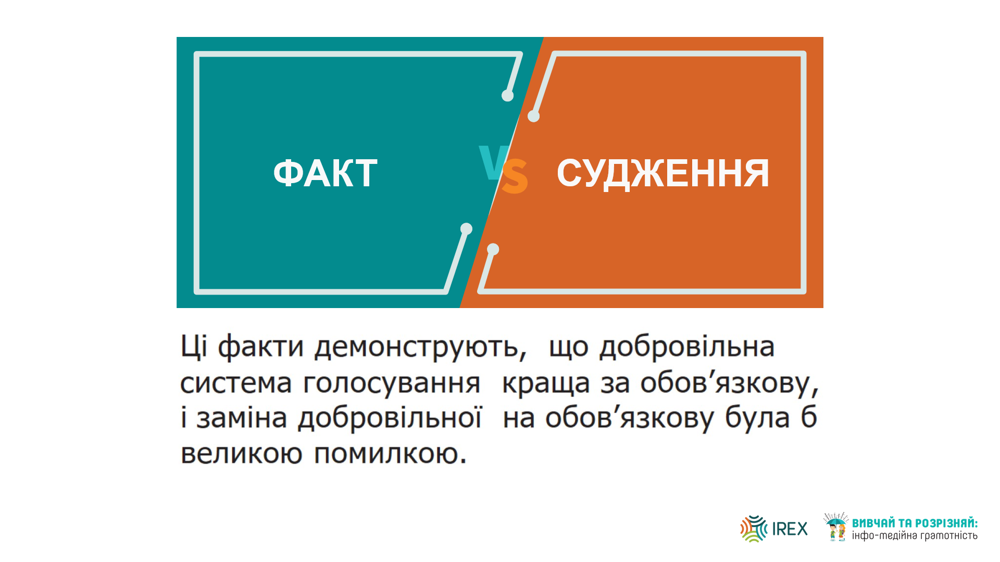 ФАКТ
VS
СУДЖЕННЯ
Ці факти демонструють, що добровільна
система голосування краща за обов’язкову,
і заміна добровільної на обов’язкову була б
великою помилкою.
IREX
ВИВЧАЙ ТА РОЗРІЗНЯЙ:
інфо-медійна грамотність